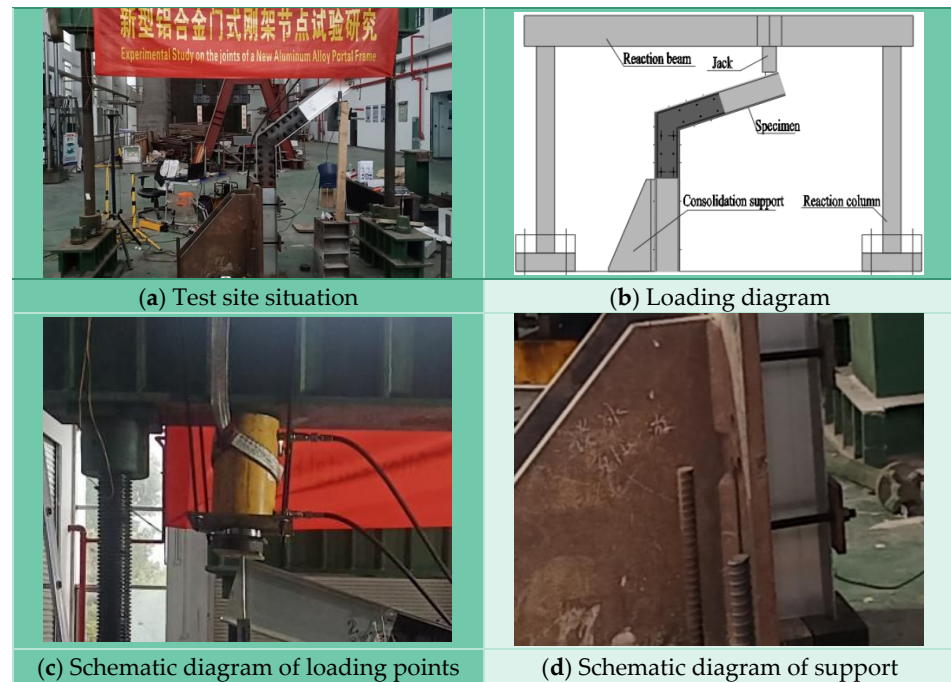 新型铝合金门式刚架节点试验研究
Experimental Study on the joints of a New Aluminum Alloy Portal Frame
Reaction beam
Jack
Specimen
Consolidation support
Reaction column
(a) Test site situation
(b) Loading diagram
2
(c) Schematic diagram of loading points
(d) Schematic diagram of support